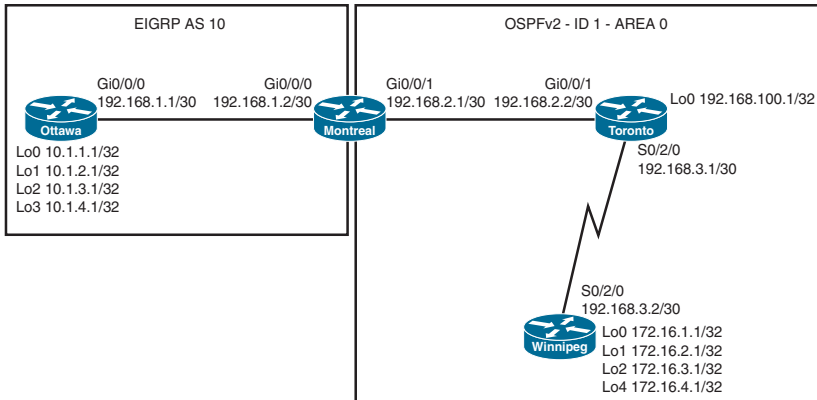 EIGRP AS 10
OSPFv2 - ID 1 - AREA 0
Gi0/0/0
192.168.1.1/30
Gi0/0/0
192.168.1.2/30
Gi0/0/1
192.168.2.1/30
Gi0/0/1
192.168.2.2/30
Lo0 192.168.100.1/32
Ottawa
Montreal
Toronto
Lo0 10.1.1.1/32
Lo1 10.1.2.1/32
Lo2 10.1.3.1/32
Lo3 10.1.4.1/32
S0/2/0
192.168.3.1/30
S0/2/0
192.168.3.2/30
Winnipeg
Lo0 172.16.1.1/32
Lo1 172.16.2.1/32
Lo2 172.16.3.1/32
Lo4 172.16.4.1/32